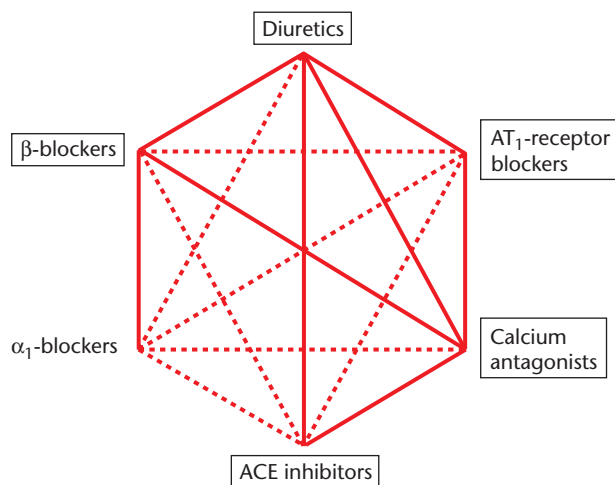 Diuretics
β-blockers
AT₁-receptor
blockers
α₁-blockers
Calcium
antagonists
ACE inhibitors